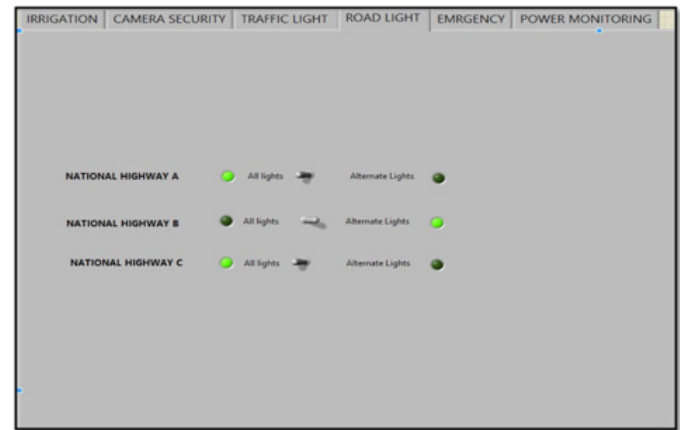 IRRIGATION CAMERA SECURITY TRAFFIC LIGHT ROAD LIGHT EMRGENCY POWER MONITORING
NATIONAL HIGHWAY A All lights Alternate Lights
NATIONAL HIGHWAY B All lights Alternate Lights
NATIONAL HIGHWAY C All lights Alternate Lights